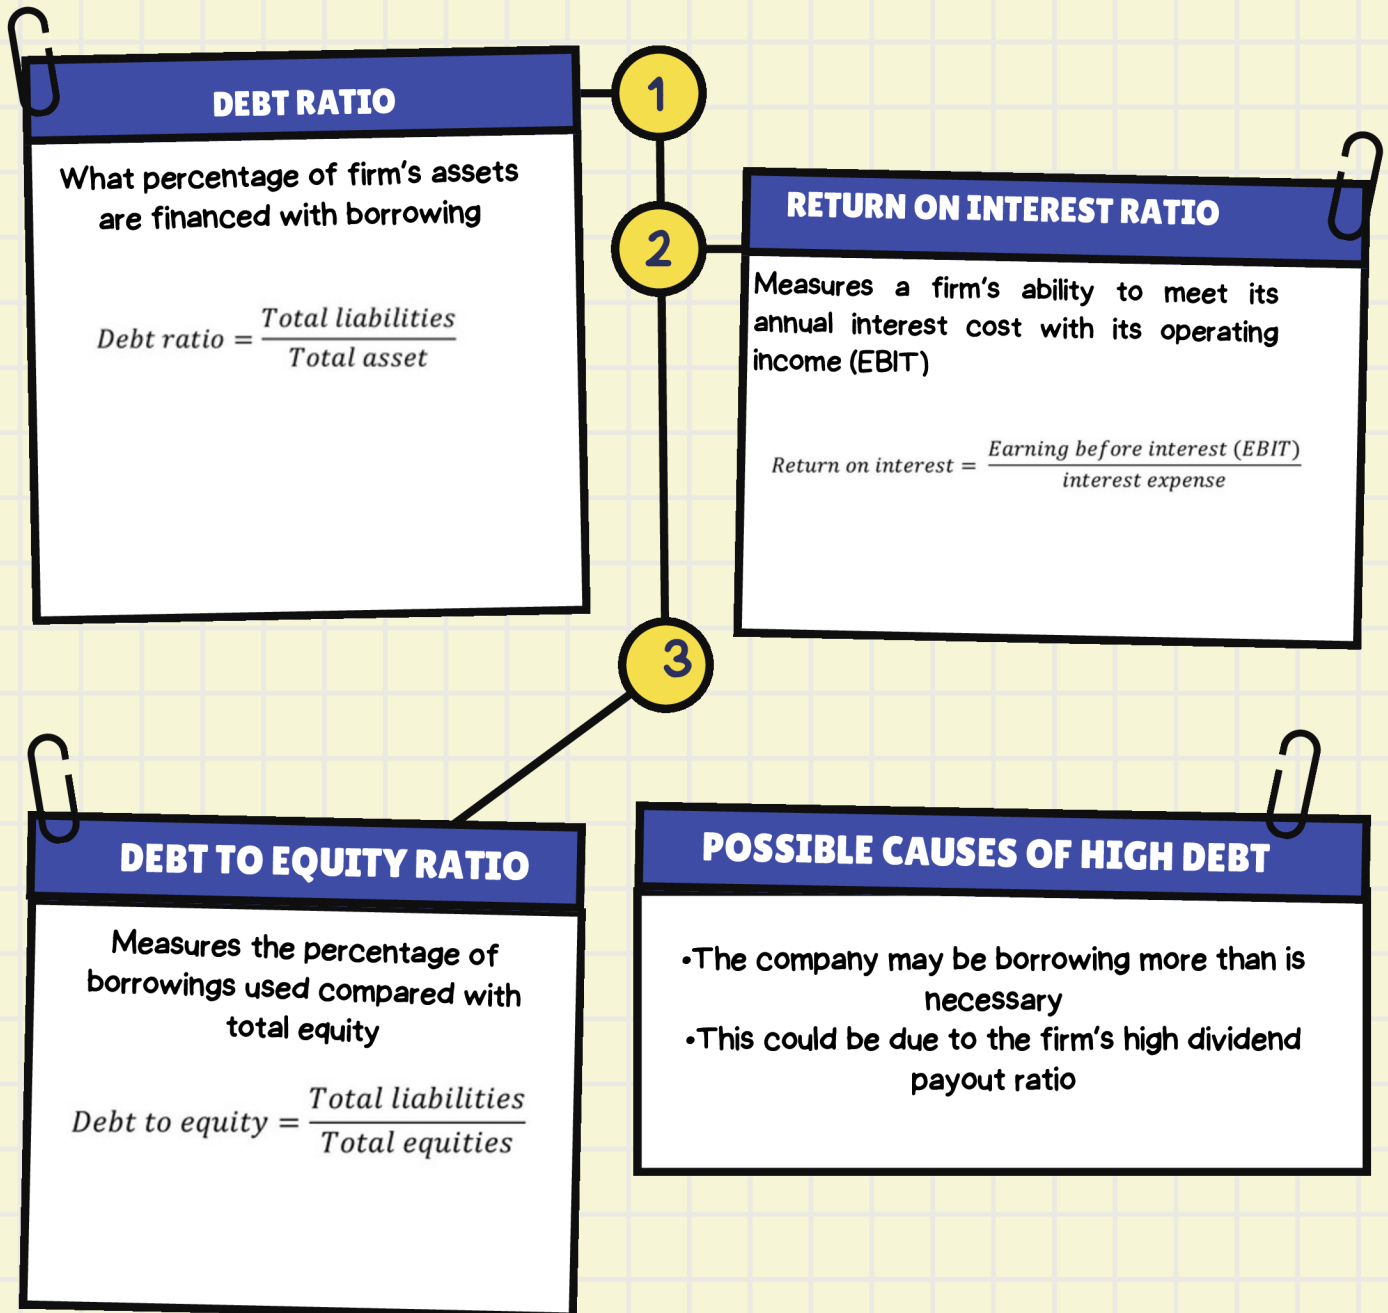 DEBT RATIO
What percentage of firm's assets
are financed with borrowing
Debt ratio = Total liabilities / Total asset
1
2
RETURN ON INTEREST RATIO
Measures a firm's ability to meet its
annual interest cost with its operating
income (EBIT)
Return on interest = Earning before interest (EBIT) / interest expense
3
DEBT TO EQUITY RATIO
Measures the percentage of
borrowings used compared with
total equity
Debt to equity = Total liabilities / Total equities
POSSIBLE CAUSES OF HIGH DEBT
•The company may be borrowing more than is
necessary
•This could be due to the firm's high dividend
payout ratio